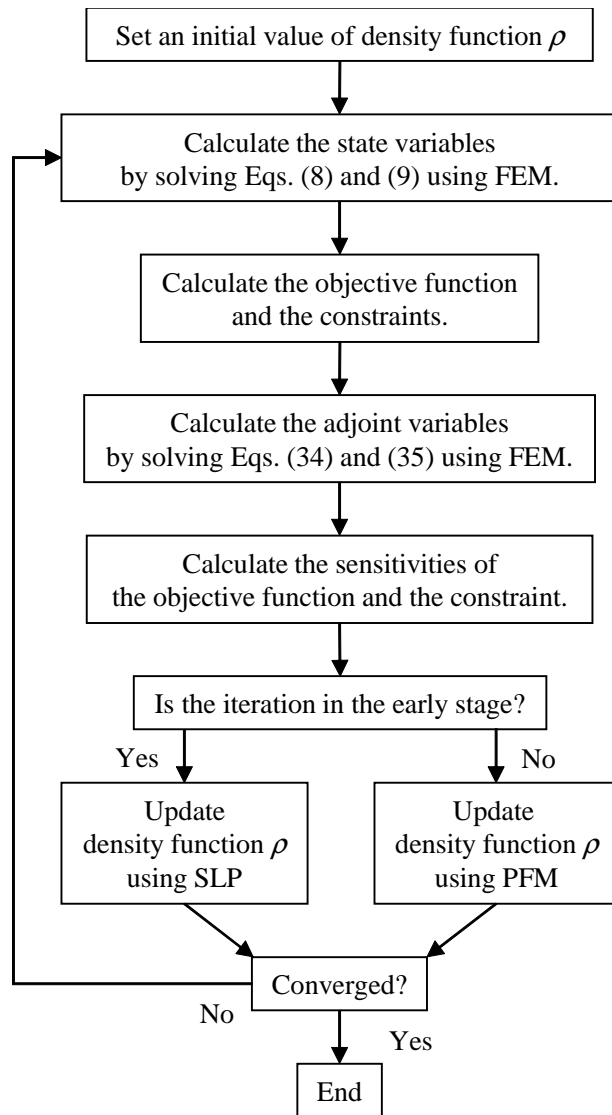 Set an initial value of density function ρ
Calculate the state variables
by solving Eqs. (8) and (9) using FEM.
Calculate the objective function
and the constraints.
Calculate the adjoint variables
by solving Eqs. (34) and (35) using FEM.
Calculate the sensitivities of
the objective function and the constraint.
Is the iteration in the early stage?
Yes
No
Update
density function ρ
using SLP
Update
density function ρ
using PFM
Converged?
No
Yes
End